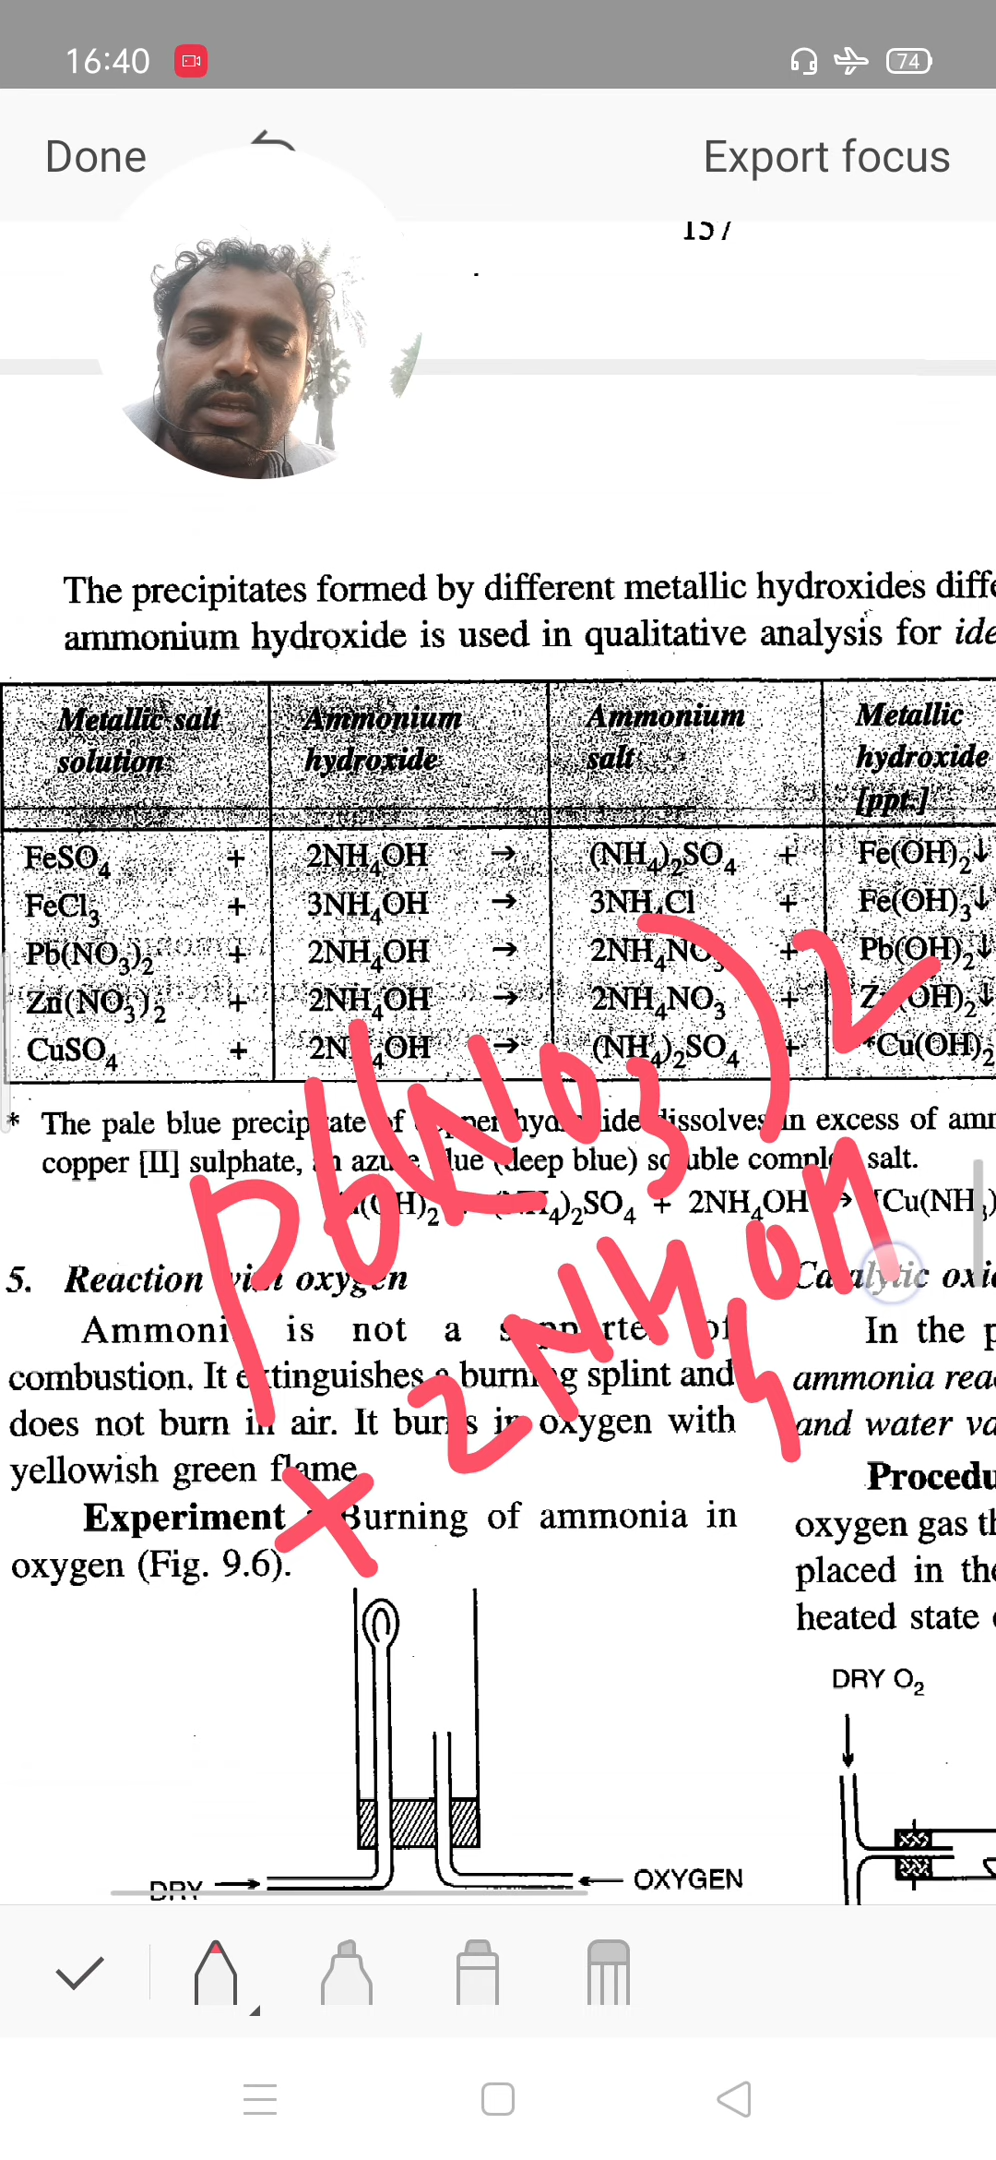 16:40
74
Done
Export focus
157
The precipitates formed by different metallic hydroxides diffe
ammonium hydroxide is used in qualitative analysis for ide
Metallic salt solution Ammonium hydroxide Ammonium salt Metallic hydroxide [ppt.]
FeSO₄ + 2NH₄OH → (NH₄)₂SO₄ + Fe(OH)₂↓
FeCl₃ + 3NH₄OH → 3NH₄Cl + Fe(OH)₃↓
Pb(NO₃)₂ + 2NH₄OH → 2NH₄NO₃ + Pb(OH)₂↓
Zn(NO₃)₂ + 2NH₄OH → 2NH₄NO₃ + Zn(OH)₂↓
CuSO₄ + 2NH₄OH → (NH₄)₂SO₄ + *Cu(OH)₂
* The pale blue precipitate of copper hydroxide dissolves in excess of amm
copper [II] sulphate, an azure blue (deep blue) soluble complex salt.
(OH)₂ + (NH₄)₂SO₄ + 2NH₄OH → [Cu(NH₃)
Pb(NO3)2
+ 2NH4OH
5. Reaction with oxygen
Ammonia is not a supporter of
combustion. It extinguishes a burning splint and
does not burn in air. It burns in oxygen with
yellowish green flame
Experiment : Burning of ammonia in
oxygen (Fig. 9.6).
Catalytic oxi
In the p
ammonia rea
and water va
Procedu
oxygen gas th
placed in the
heated state
DRY O₂
DRY
OXYGEN